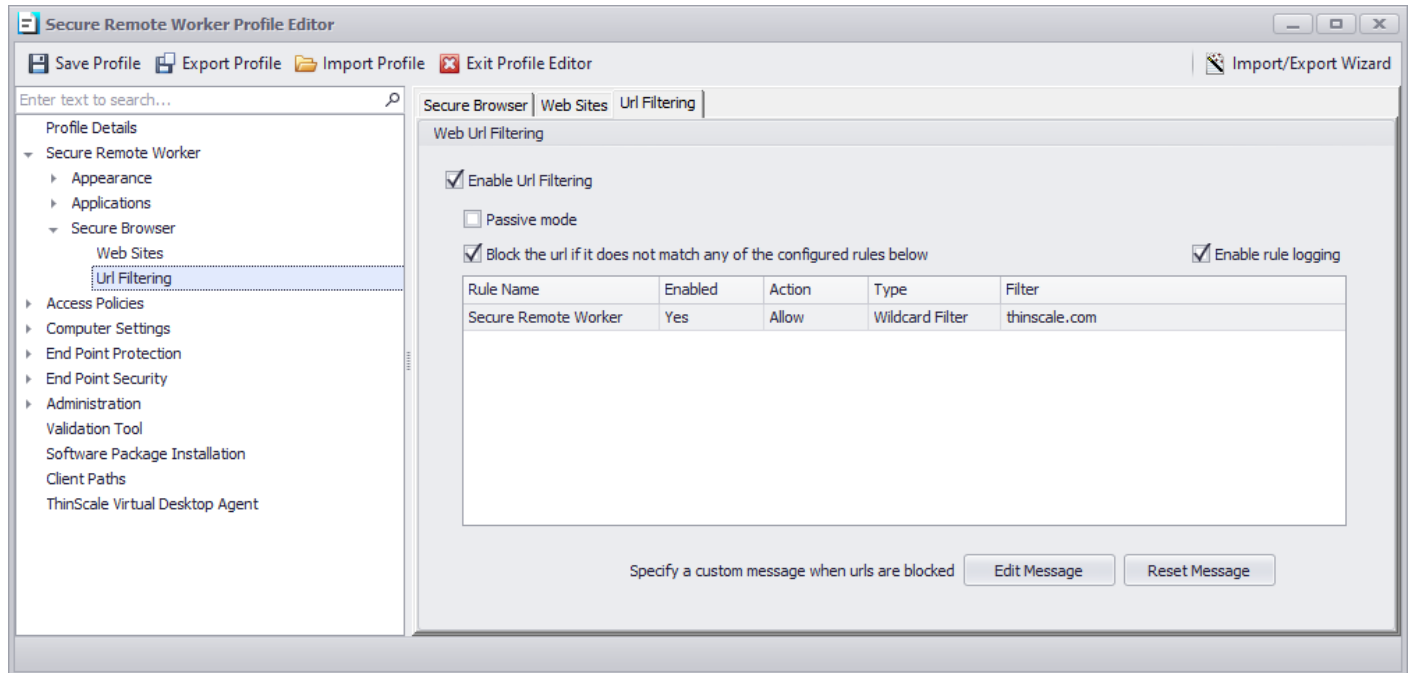 Secure Remote Worker Profile Editor
Save Profile Export Profile Import Profile Exit Profile Editor Import/Export Wizard
Enter text to search...
Profile Details
Secure Remote Worker
Appearance
Applications
Secure Browser
Web Sites
Url Filtering
Access Policies
Computer Settings
End Point Protection
End Point Security
Administration
Validation Tool
Software Package Installation
Client Paths
ThinScale Virtual Desktop Agent
Secure Browser Web Sites Url Filtering
Web Url Filtering
Enable Url Filtering
Passive mode
Block the url if it does not match any of the configured rules below Enable rule logging
Rule Name Enabled Action Type Filter
Secure Remote Worker Yes Allow Wildcard Filter thinscale.com
Specify a custom message when urls are blocked Edit Message Reset Message